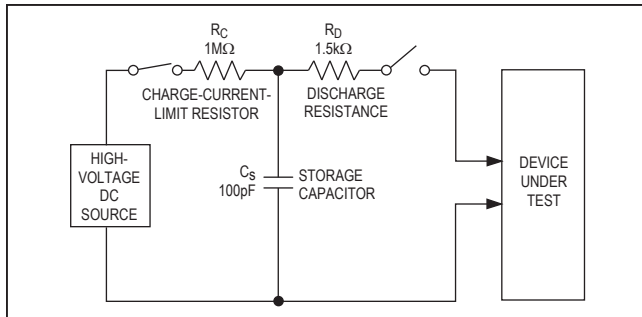 R_C
1MΩ
CHARGE-CURRENT-
LIMIT RESISTOR
R_D
1.5kΩ
DISCHARGE
RESISTANCE
HIGH-
VOLTAGE
DC
SOURCE
C_s
100pF
STORAGE
CAPACITOR
DEVICE
UNDER
TEST